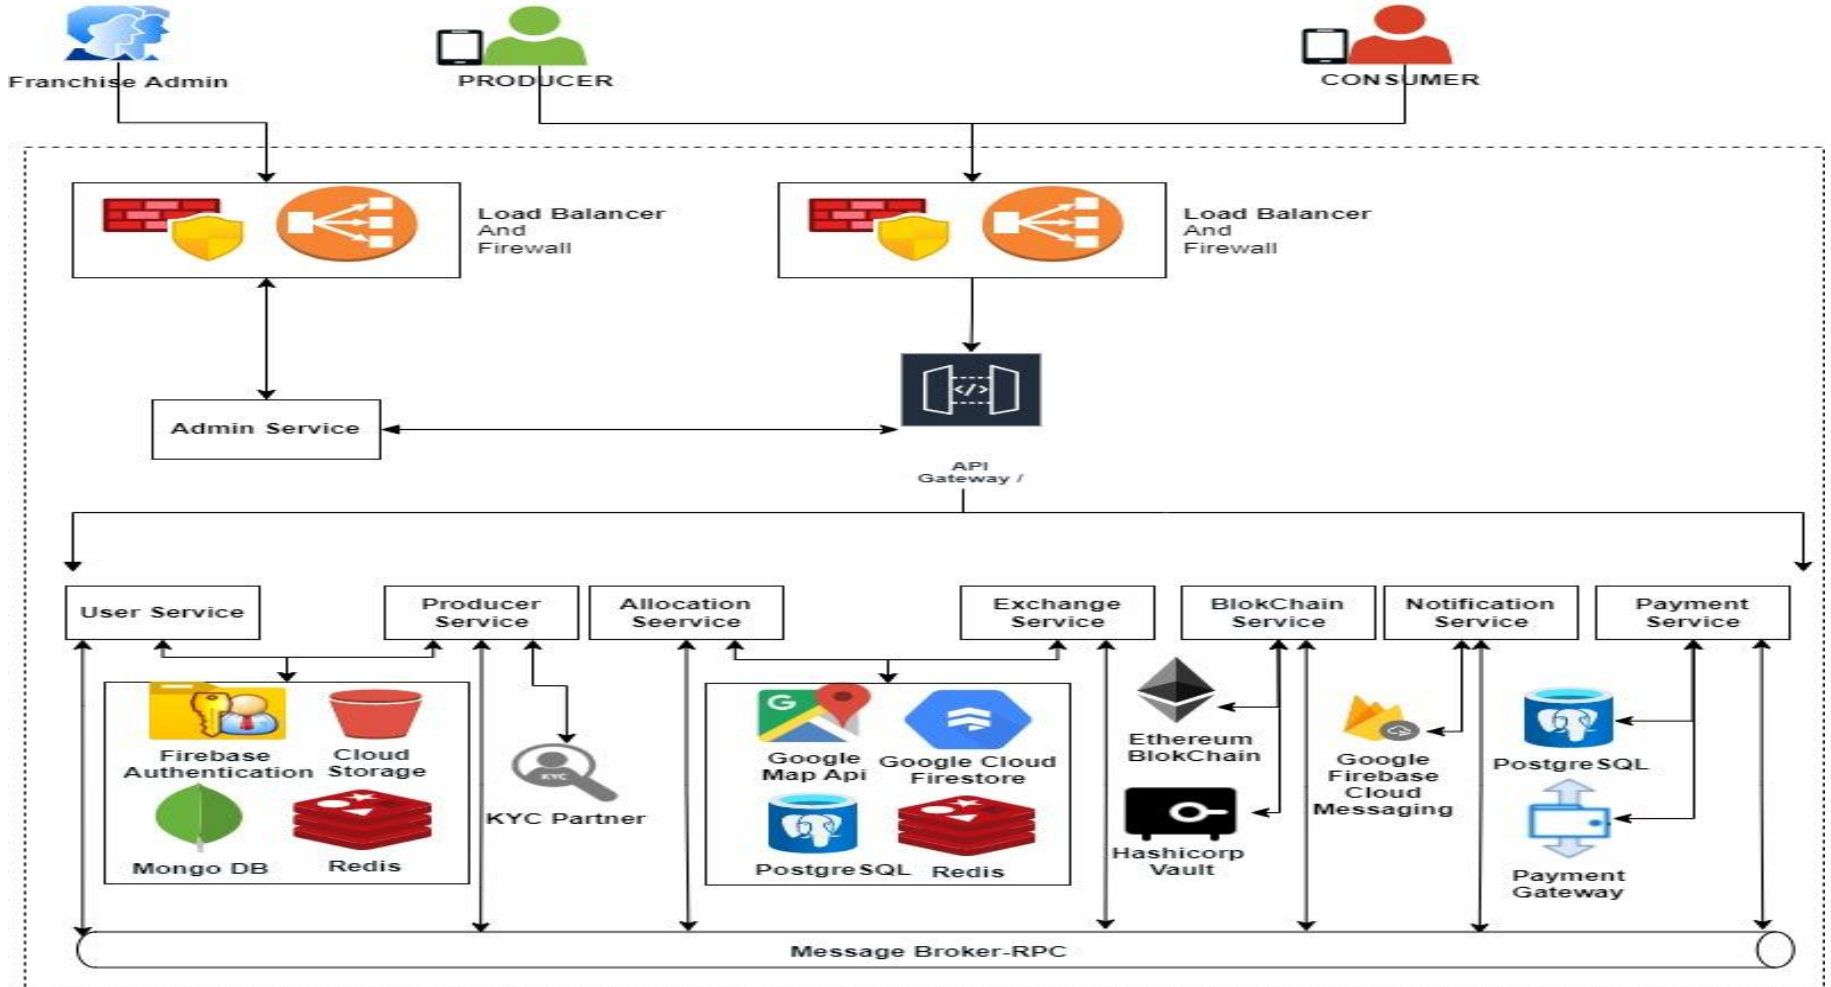 Franchise Admin
PRODUCER
CONSUMER
Load Balancer
And
Firewall
Load Balancer
And
Firewall
</>
Admin Service
API
Gateway /
User Service
Producer
Service
Allocation
Seervice
Exchange
Service
BlokChain
Service
Notification
Service
Payment
Service
Firebase
Authentication
Cloud
Storage
Mongo DB
Redis
KYC
KYC Partner
G
Google
Map Api
Google Cloud
Firestore
PostgreSQL
Redis
Ethereum
BlokChain
Hashicorp
Vault
Google
Firebase
Cloud
Messaging
PostgreSQL
Payment
Gateway
Message Broker-RPC